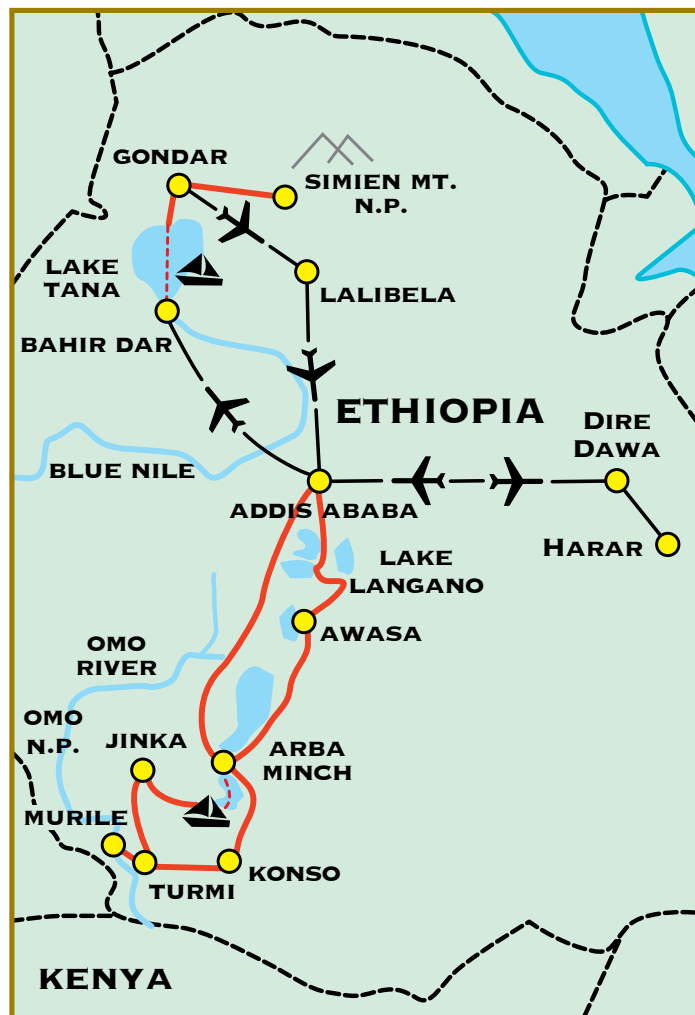 GONDAR
SIMIEN MT.
N.P.
LAKE
TANA
LALIBELA
BAHIR DAR
ETHIOPIA
DIRE
DAWA
BLUE NILE
ADDIS ABABA
HARAR
LAKE
LANGANO
AWASA
OMO
RIVER
OMO
N.P.
JINKA
ARBA
MINCH
MURILE
TURMI
KONSO
KENYA